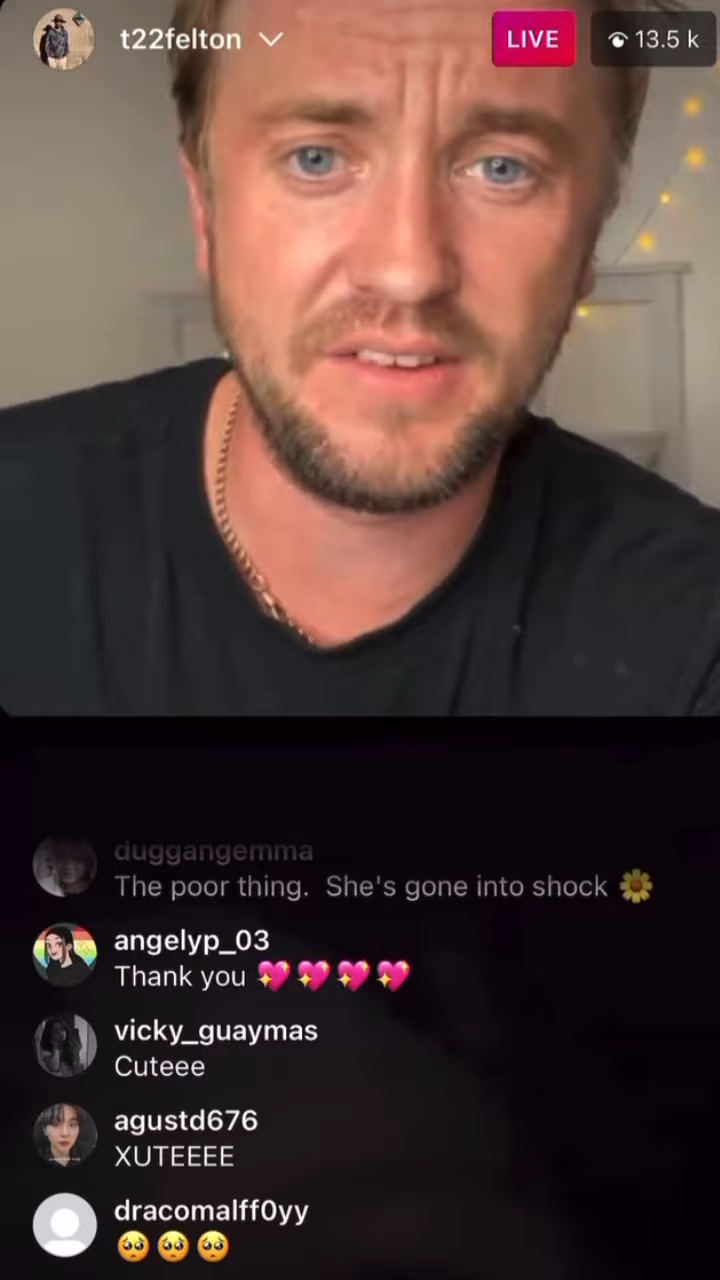 t22felton
LIVE
13.5 k
duggangemma
The poor thing. She's gone into shock 🌼
angelyp_03
Thank you 💖💖💖💖
vicky_guaymas
Cuteee
agustd676
XUTEEEE
dracomalff0yy
🥺🥺🥺